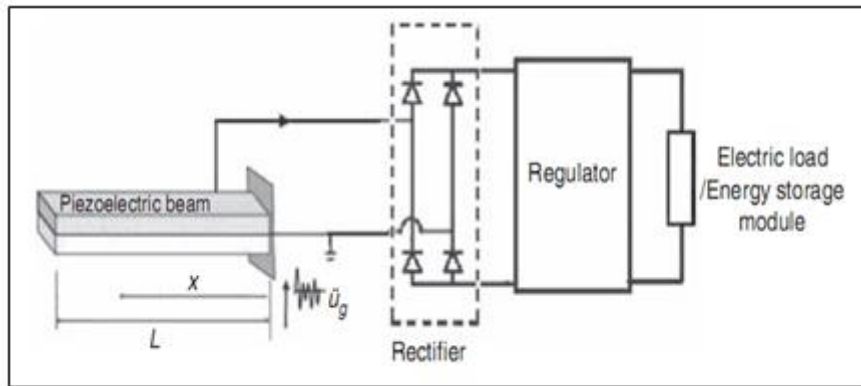 Piezoelectric beam
x
L
ü_g
Rectifier
Regulator
Electric load
/Energy storage
module